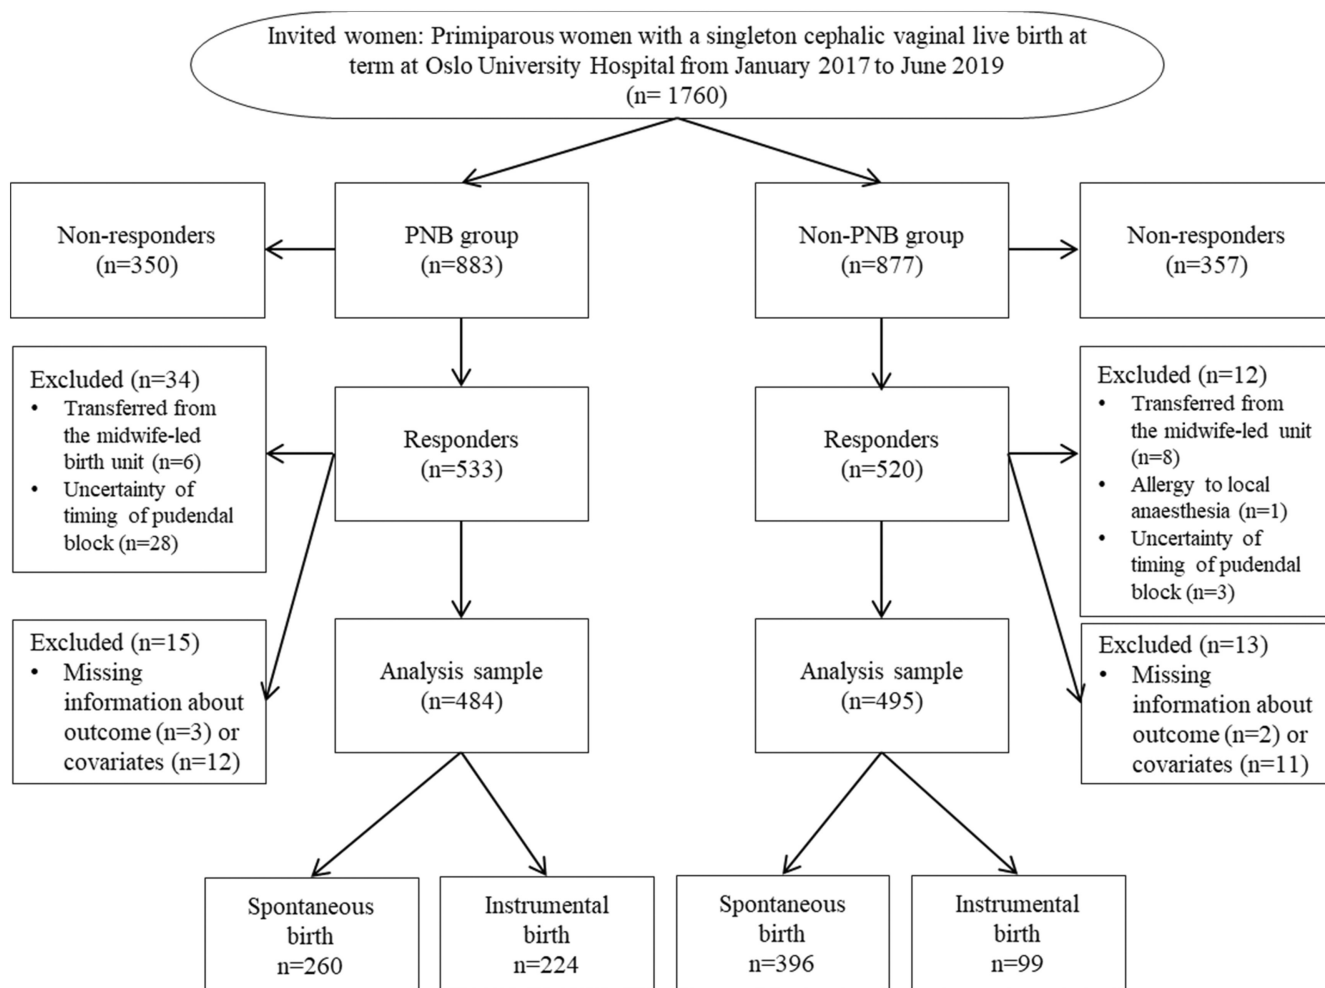 Invited women: Primiparous women with a singleton cephalic vaginal live birth at
term at Oslo University Hospital from January 2017 to June 2019
(n= 1760)
Non-responders
(n=350)
PNB group
(n=883)
Non-PNB group
(n=877)
Non-responders
(n=357)
Excluded (n=34)
• Transferred from
the midwife-led
birth unit (n=6)
• Uncertainty of
timing of pudendal
block (n=28)
Responders
(n=533)
Responders
(n=520)
Excluded (n=12)
• Transferred from
the midwife-led unit
(n=8)
• Allergy to local
anaesthesia (n=1)
• Uncertainty of
timing of pudendal
block (n=3)
Excluded (n=15)
• Missing
information about
outcome (n=3) or
covariates (n=12)
Analysis sample
(n=484)
Analysis sample
(n=495)
Excluded (n=13)
• Missing
information about
outcome (n=2) or
covariates (n=11)
Spontaneous
birth
n=260
Instrumental
birth
n=224
Spontaneous
birth
n=396
Instrumental
birth
n=99